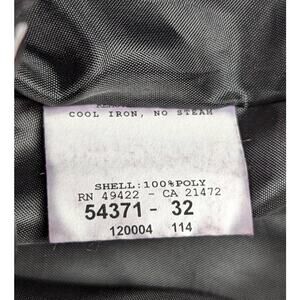 COOL IRON, NO STEAM
SHELL:100%POLY
RN 49422 - CA 21472
54371 - 32
120004 114